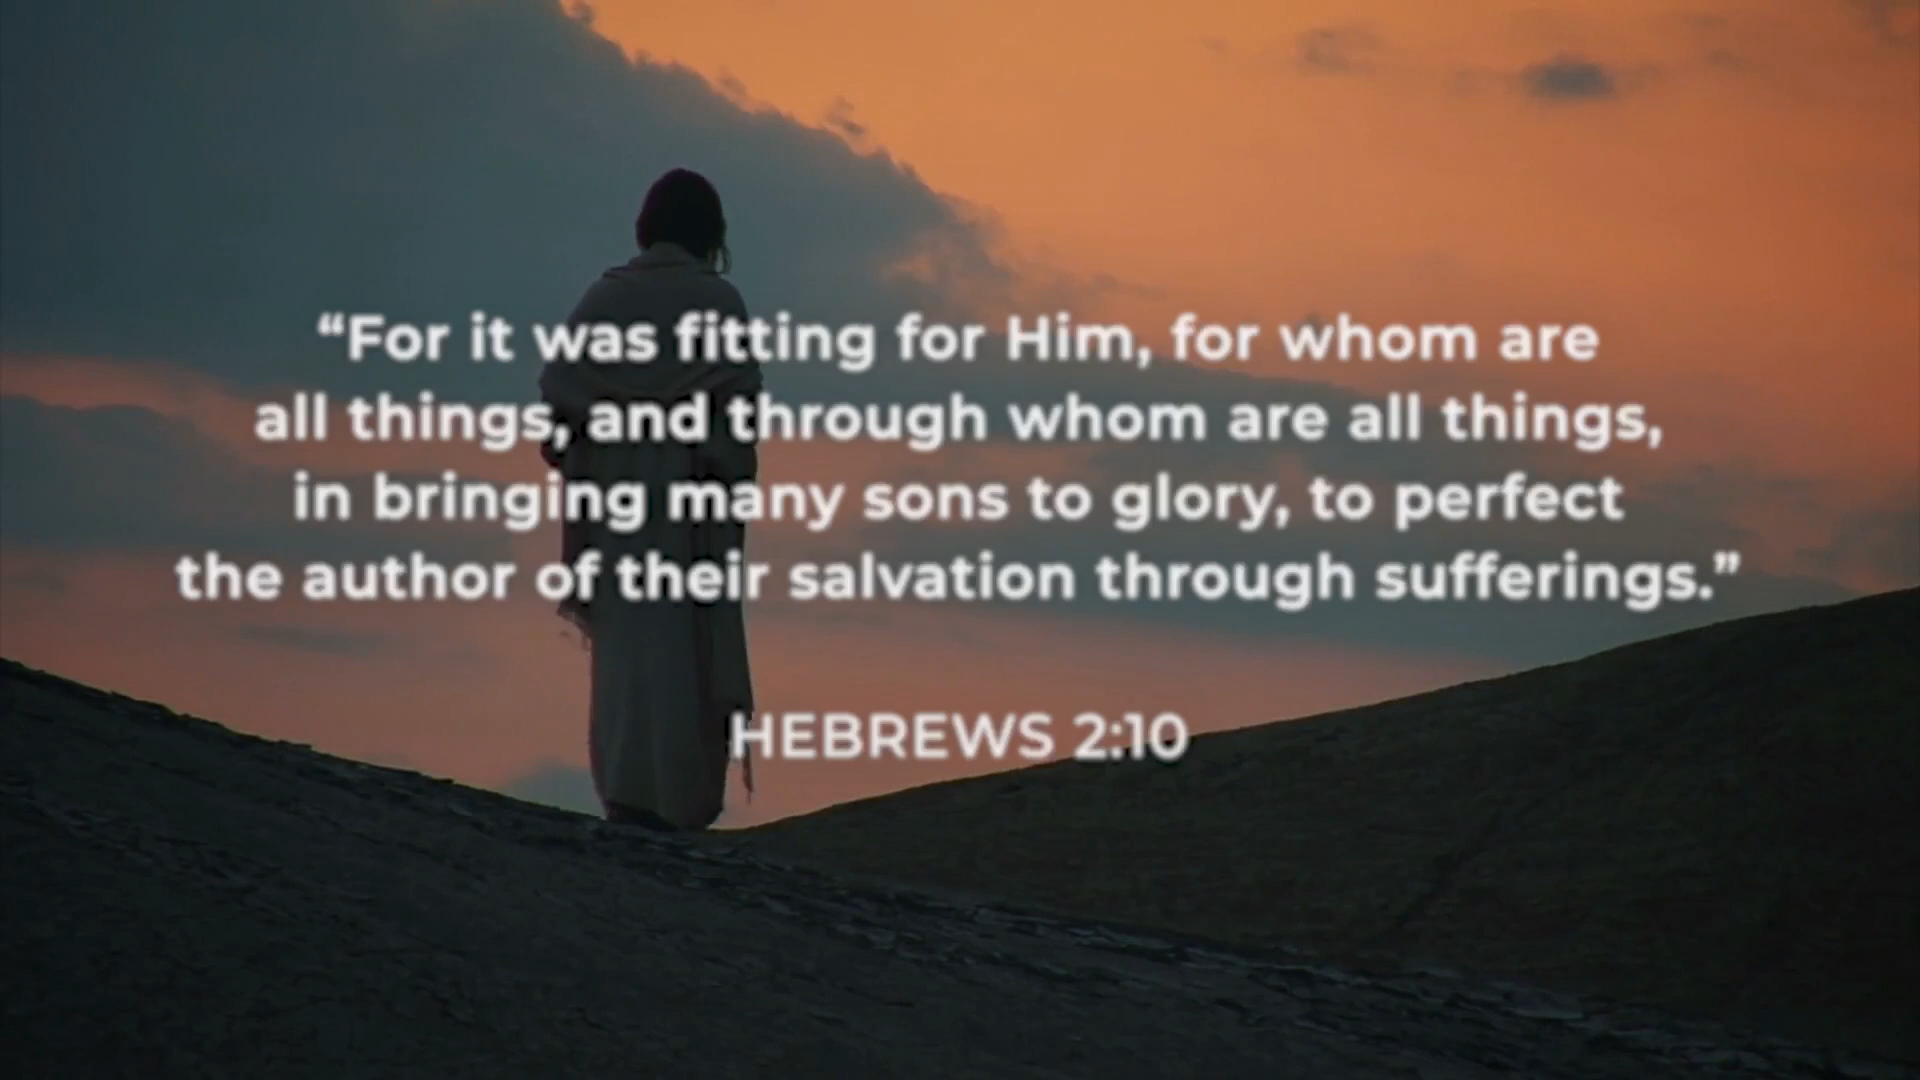 “For it was fitting for Him, for whom are
all things, and through whom are all things,
in bringing many sons to glory, to perfect
the author of their salvation through sufferings.”
HEBREWS 2:10